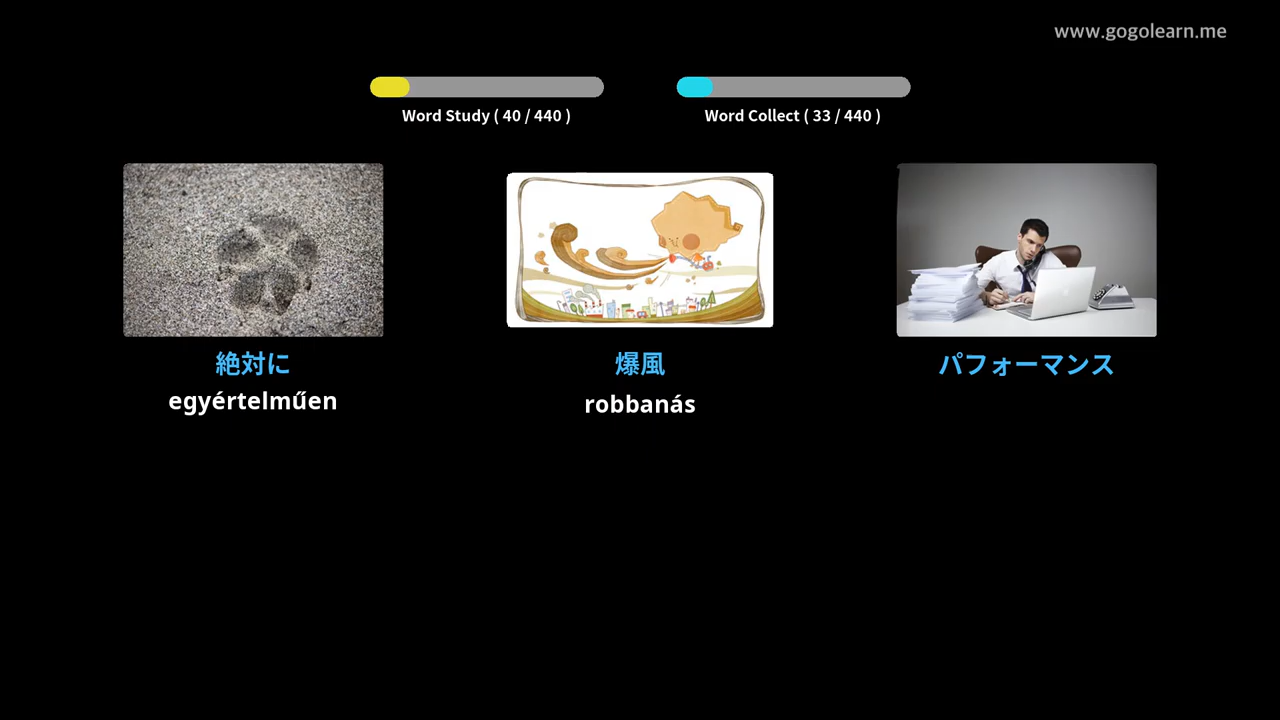 www.gogolearn.me
Word Study ( 40 / 440 )
Word Collect ( 33 / 440 )
絶対に
egyértelműen
爆風
robbanás
パフォーマンス